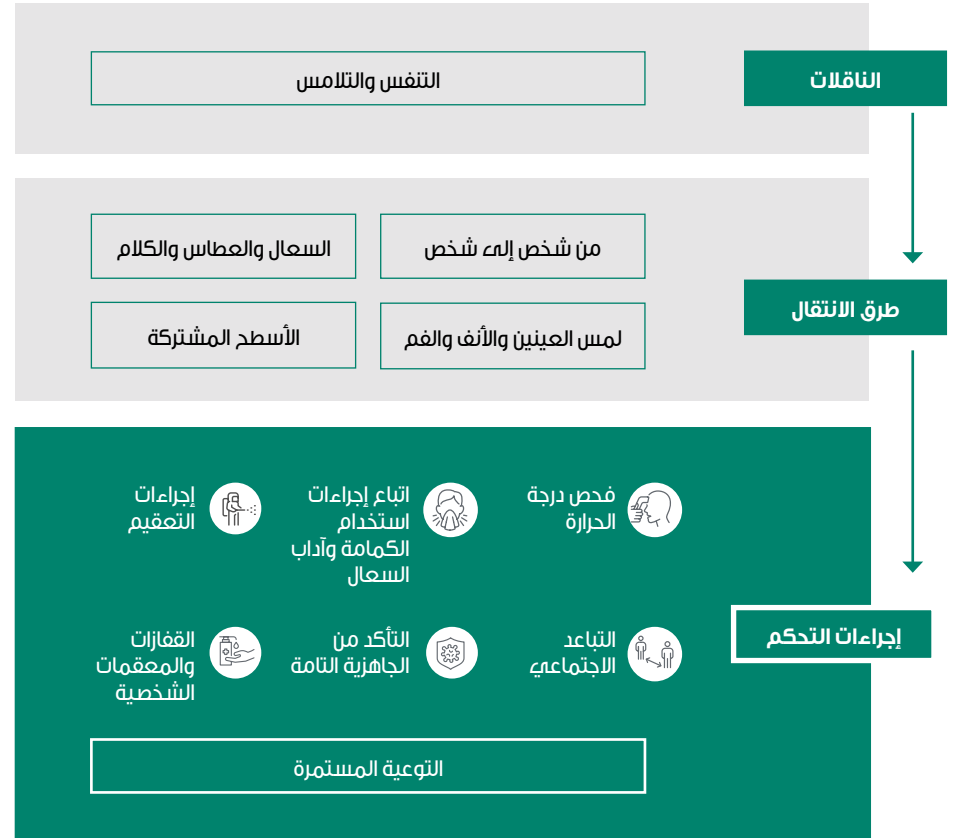 الناقلات
التنفس والتلامس
طرق الانتقال
من شخص إلى شخص
السعال والعطاس والكلام
لمس العينين والأنف والفم
الأسطح المشتركة
إجراءات التحكم
فحص درجة
الحرارة
اتباع إجراءات
استخدام
الكمامة وآداب
السعال
إجراءات
التعقيم
التباعد
الاجتماعي
التأكد من
الجاهزية التامة
القفازات
والمعقمات
الشخصية
التوعية المستمرة